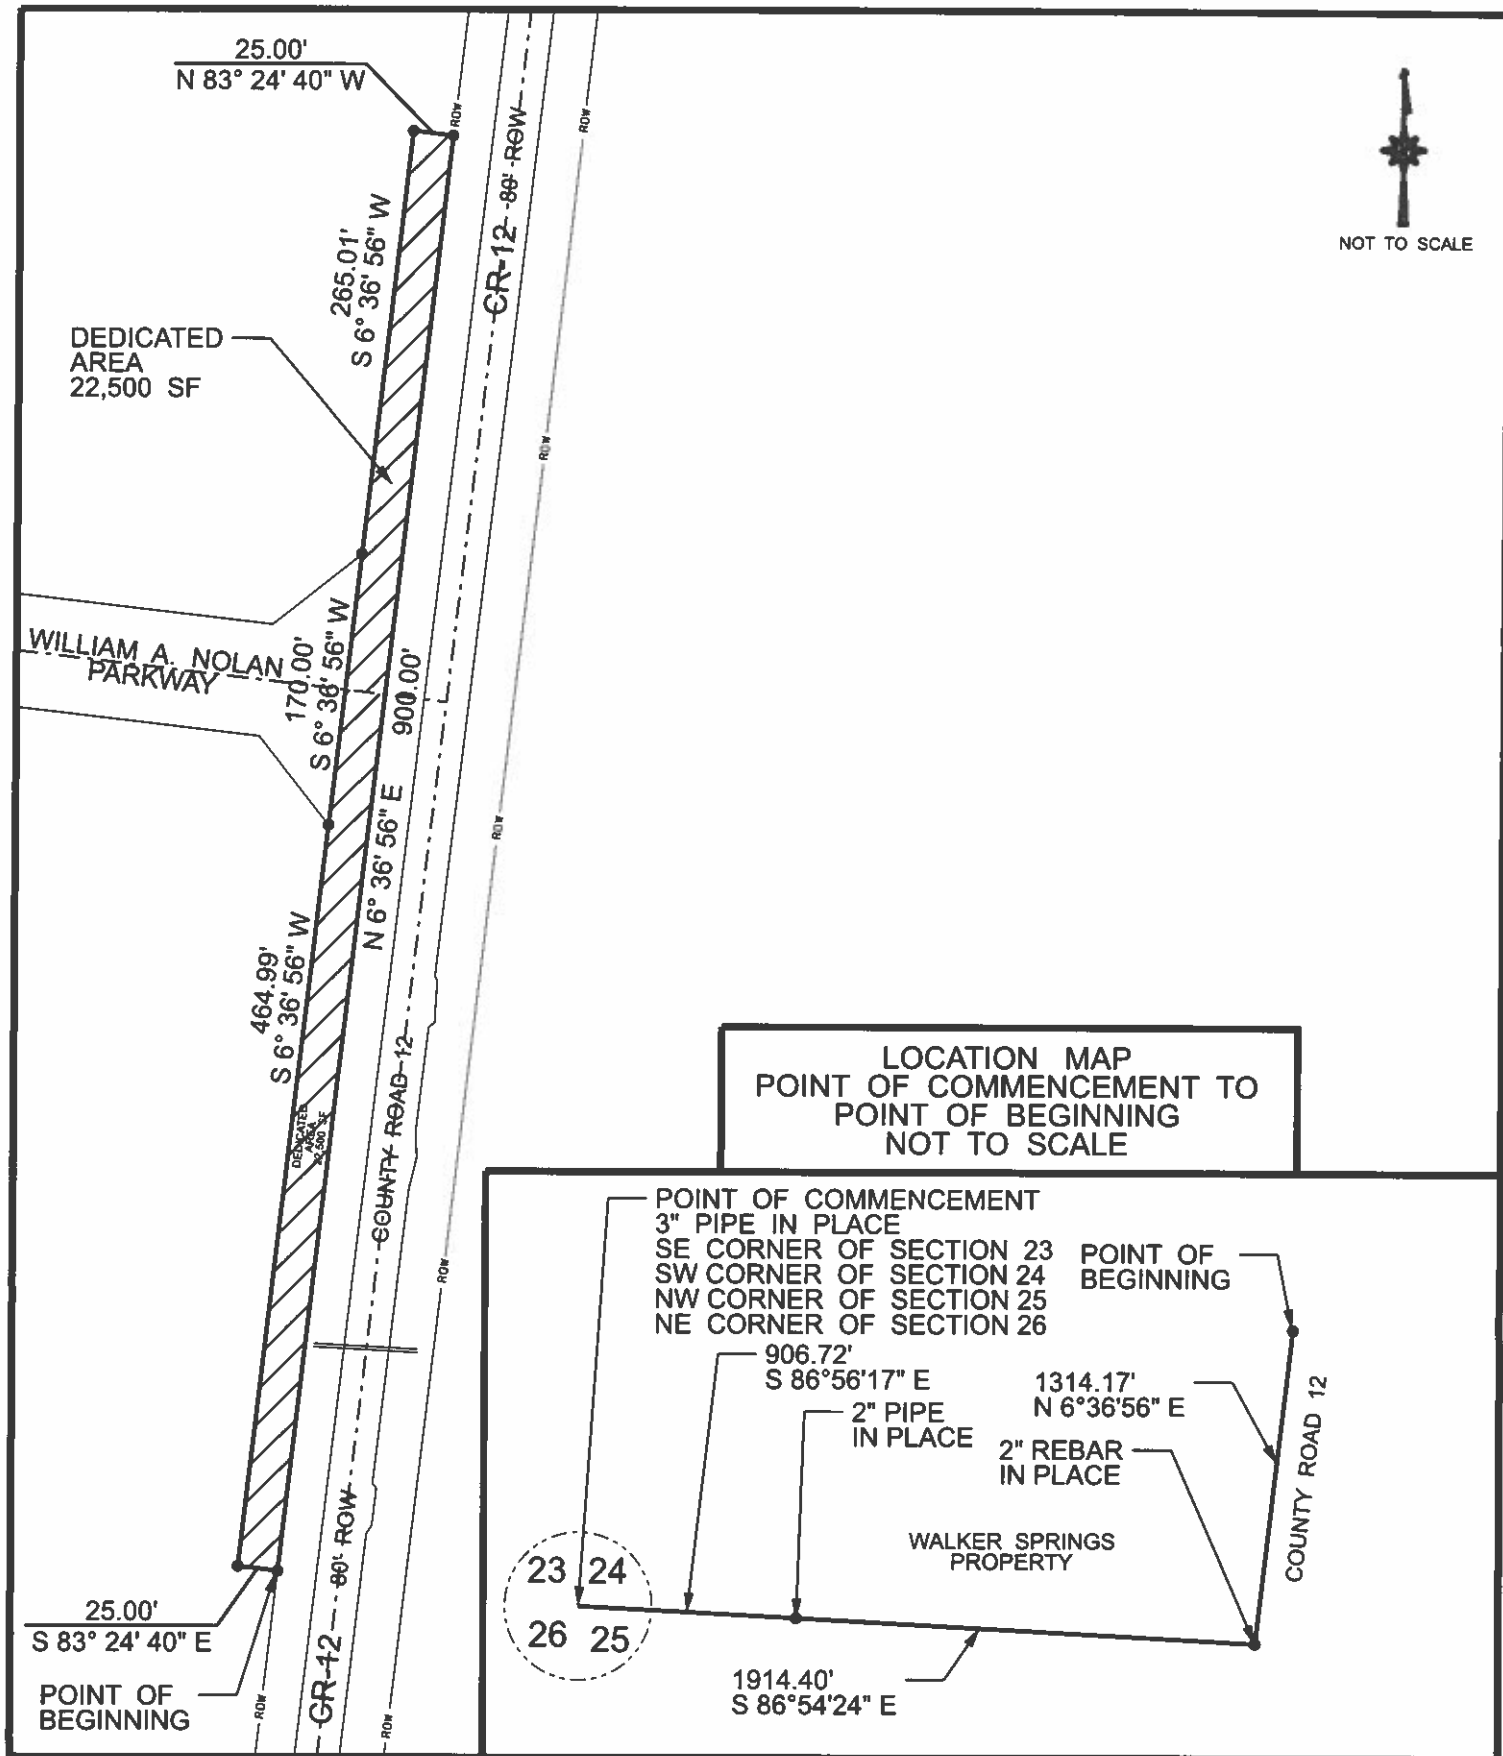 25.00'
N 83° 24' 40" W
ROW
ROW
CR-12 80' ROW
NOT TO SCALE
265.01'
S 6° 36' 56" W
DEDICATED
AREA
22,500 SF
ROW
WILLIAM A. NOLAN
PARKWAY
170.00'
S 6° 36' 56" W
900.00'
N 6° 36' 56" E
ROW
464.99'
S 6° 36' 56" W
DEDICATED
AREA
22,500 SF
COUNTY ROAD 12
ROW
LOCATION MAP
POINT OF COMMENCEMENT TO
POINT OF BEGINNING
NOT TO SCALE
POINT OF COMMENCEMENT
3" PIPE IN PLACE
SE CORNER OF SECTION 23
SW CORNER OF SECTION 24
NW CORNER OF SECTION 25
NE CORNER OF SECTION 26
POINT OF
BEGINNING
906.72'
S 86°56'17" E
2" PIPE
IN PLACE
1314.17'
N 6°36'56" E
2" REBAR
IN PLACE
COUNTY ROAD 12
WALKER SPRINGS
PROPERTY
23 24
26 25
1914.40'
S 86°54'24" E
25.00'
S 83° 24' 40" E
POINT OF
BEGINNING
ROW
CR-12 80' ROW
ROW